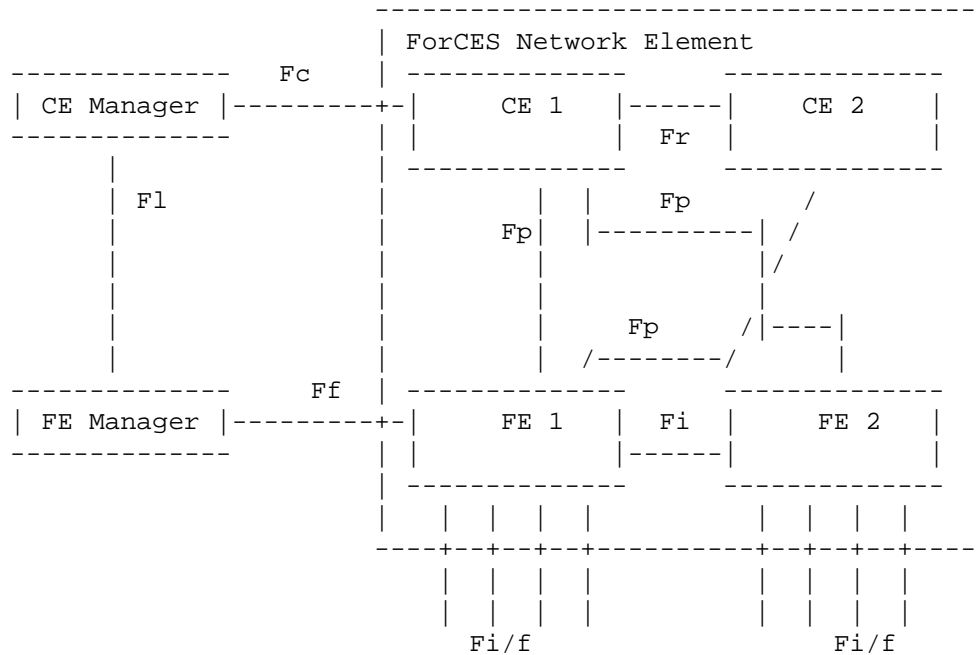 ForCES Network Element
Fc
CE Manager CE 1 CE 2
Fr
Fl Fp
Fp
Fp
Ff
FE Manager FE 1 Fi FE 2
Fi/f Fi/f